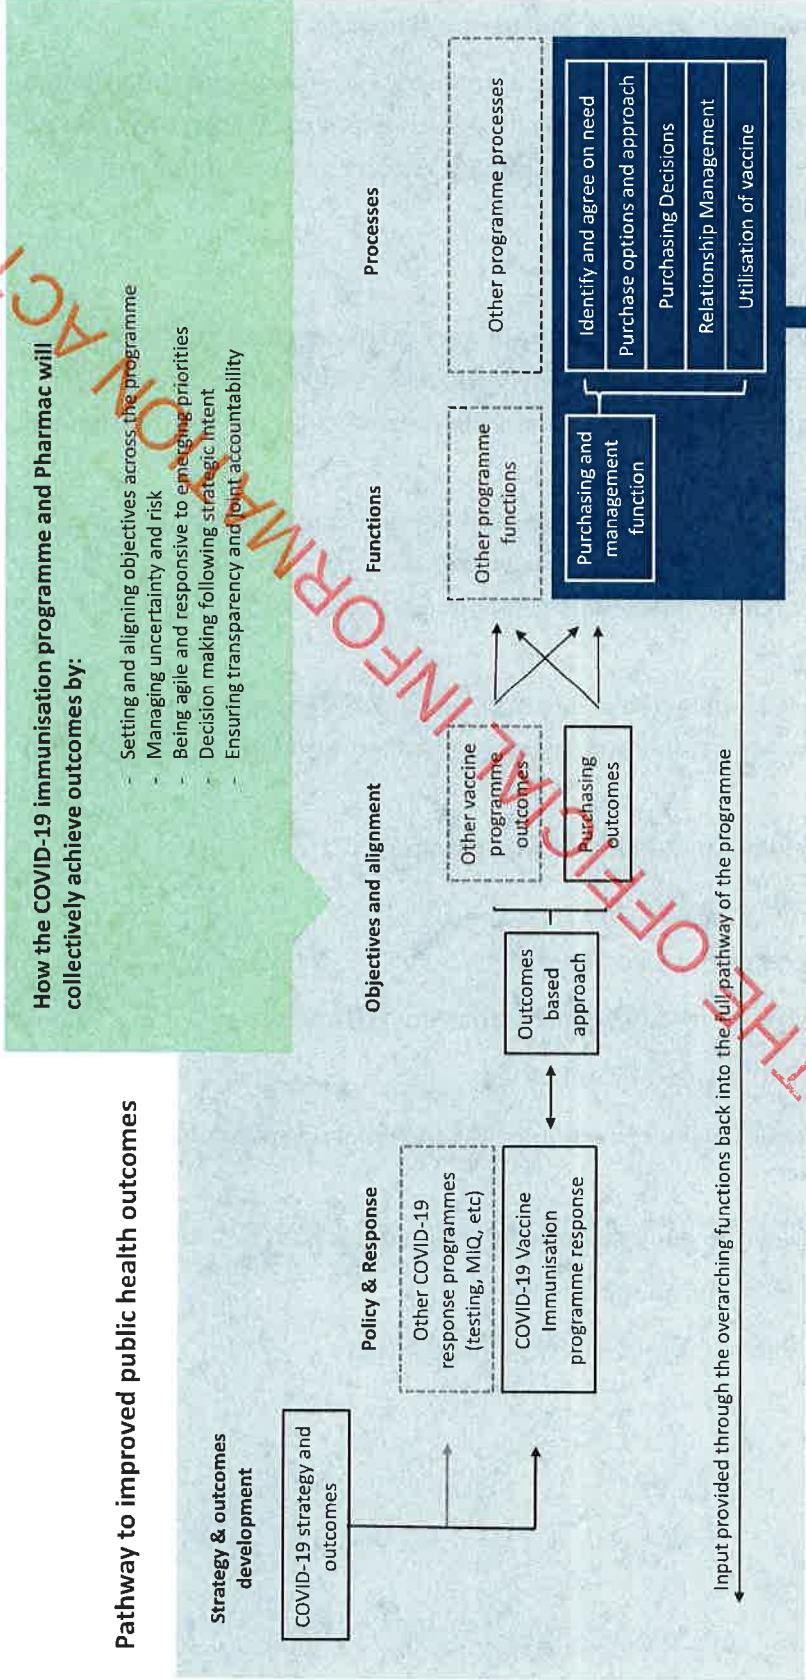 Pathway to improved public health outcomes
How the COVID-19 immunisation programme and Pharmac will
collectively achieve outcomes by:
- Setting and aligning objectives across the programme
- Managing uncertainty and risk
- Being agile and responsive to emerging priorities
- Decision making following strategic intent
- Ensuring transparency and joint accountability
Strategy & outcomes
development
COVID-19 strategy and
outcomes
Policy & Response
Other COVID-19
response programmes
(testing, MIQ, etc)
COVID-19 Vaccine
Immunisation
programme response
Objectives and alignment
Outcomes
based
approach
Other vaccine
programme
outcomes
Purchasing
outcomes
Functions
Other programme
functions
Purchasing and
management
function
Processes
Other programme processes
Identify and agree on need
Purchase options and approach
Purchasing Decisions
Relationship Management
Utilisation of vaccine
Input provided through the overarching functions back into the full pathway of the programme
THE OFFICIAL INFORMATION ACT